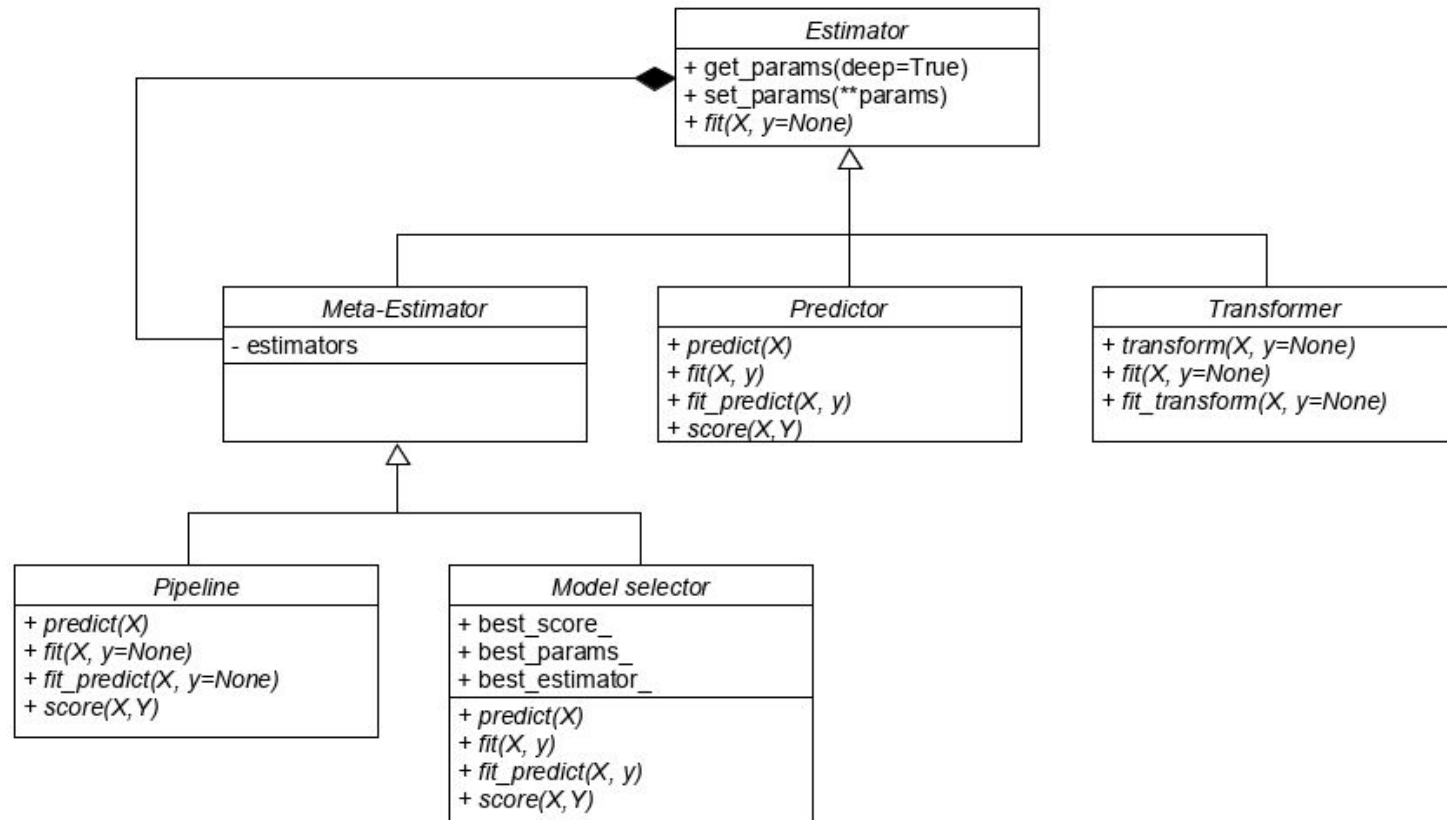 Estimator
+ get_params(deep=True)
+ set_params(**params)
+ fit(X, y=None)
Meta-Estimator
- estimators
Predictor
+ predict(X)
+ fit(X, y)
+ fit_predict(X, y)
+ score(X,Y)
Transformer
+ transform(X, y=None)
+ fit(X, y=None)
+ fit_transform(X, y=None)
Pipeline
+ predict(X)
+ fit(X, y=None)
+ fit_predict(X, y=None)
+ score(X,Y)
Model selector
+ best_score_
+ best_params_
+ best_estimator_
+ predict(X)
+ fit(X, y)
+ fit_predict(X, y)
+ score(X,Y)